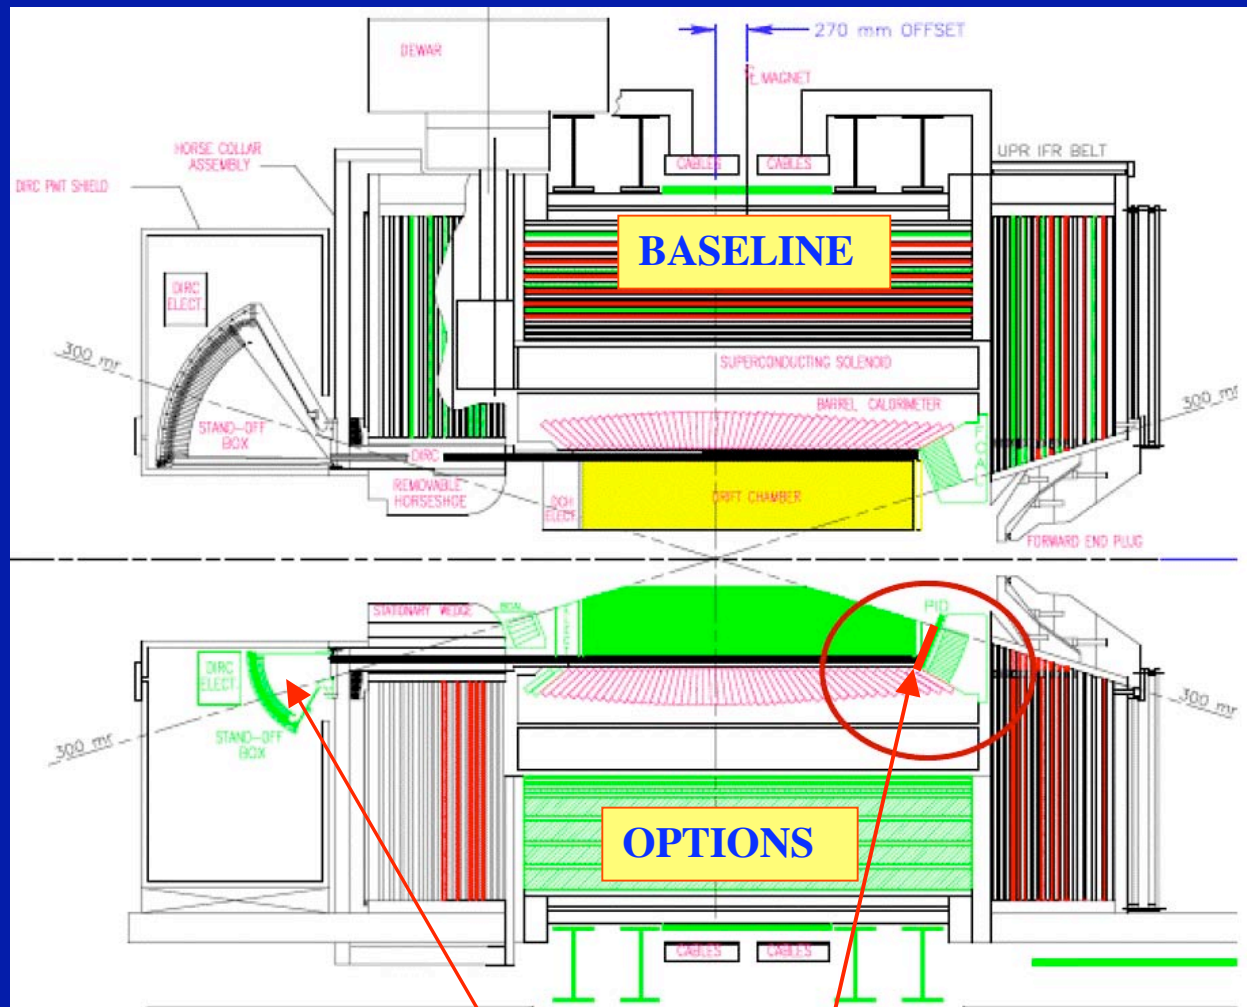 270 mm OFFSET
DEWAR
℄ MAGNET
HORSE COLLAR
ASSEMBLY
CABLES
CABLES
UPR IFR BELT
DIRC PMT SHIELD
BASELINE
DIRC
ELECT.
300 mr
SUPERCONDUCTING SOLENOID
300 mr
BARREL CALORIMETER
STAND-OFF
BOX
DIRC
REMOVABLE
HORSESHOE
DCH
ELECT
DRIFT CHAMBER
FORWARD END PLUG
STATIONARY WEDGE
PID
DIRC
ELECT.
300 mr
STAND-OFF
BOX
300 mr
OPTIONS
CABLES
CABLES